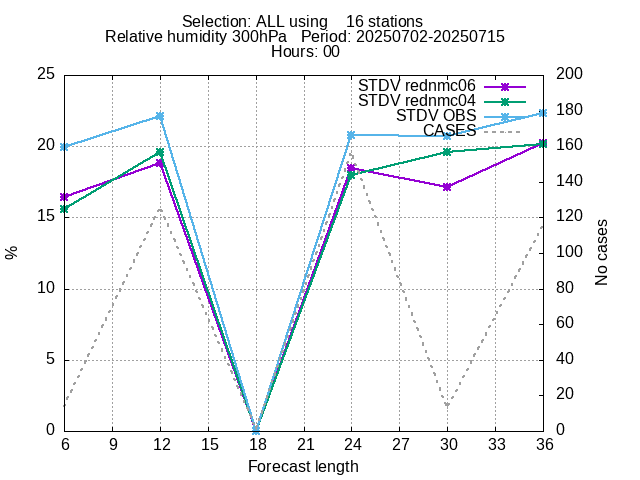 Selection: ALL using    16 stations
Relative humidity 300hPa   Period: 20250702-20250715
Hours: 00
STDV rednmc06
STDV rednmc04
STDV OBS
CASES
25
20
15
10
5
0
%
200
180
160
140
120
100
80
60
40
20
0
No cases
6 9 12 15 18 21 24 27 30 33 36
Forecast length